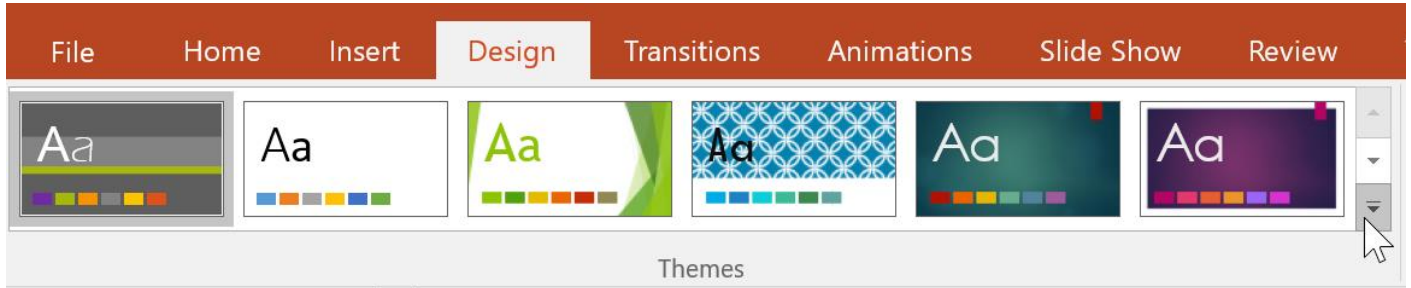 File Home Insert Design Transitions Animations Slide Show Review
Aa Aa Aa Aa Aa Aa
Themes